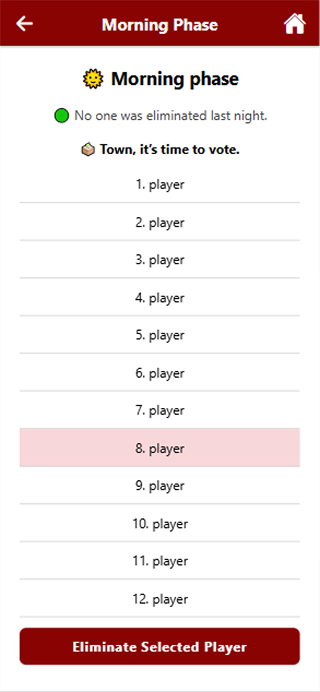 Morning Phase
Morning phase
No one was eliminated last night.
Town, it's time to vote.
1. player
2. player
3. player
4. player
5. player
6. player
7. player
8. player
9. player
10. player
11. player
12. player
Eliminate Selected Player